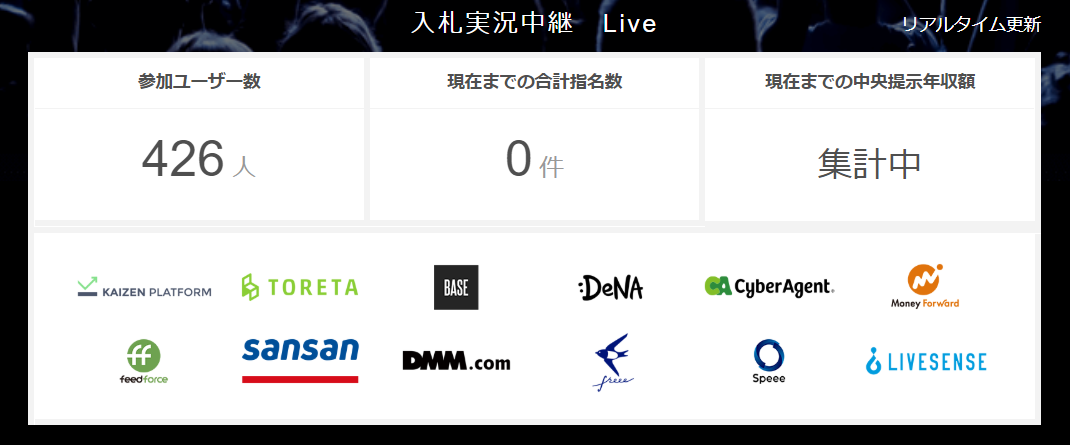 入札実況中継　Live
リアルタイム更新
参加ユーザー数
現在までの合計指名数
現在までの中央提示年収額
426 人
0 件
集計中
KAIZEN PLATFORM
TORETA
BASE
:DeNA
CA CyberAgent.
Money Forward
ff
feedforce
sansan
DMM.com
freee
Speee
LIVESENSE